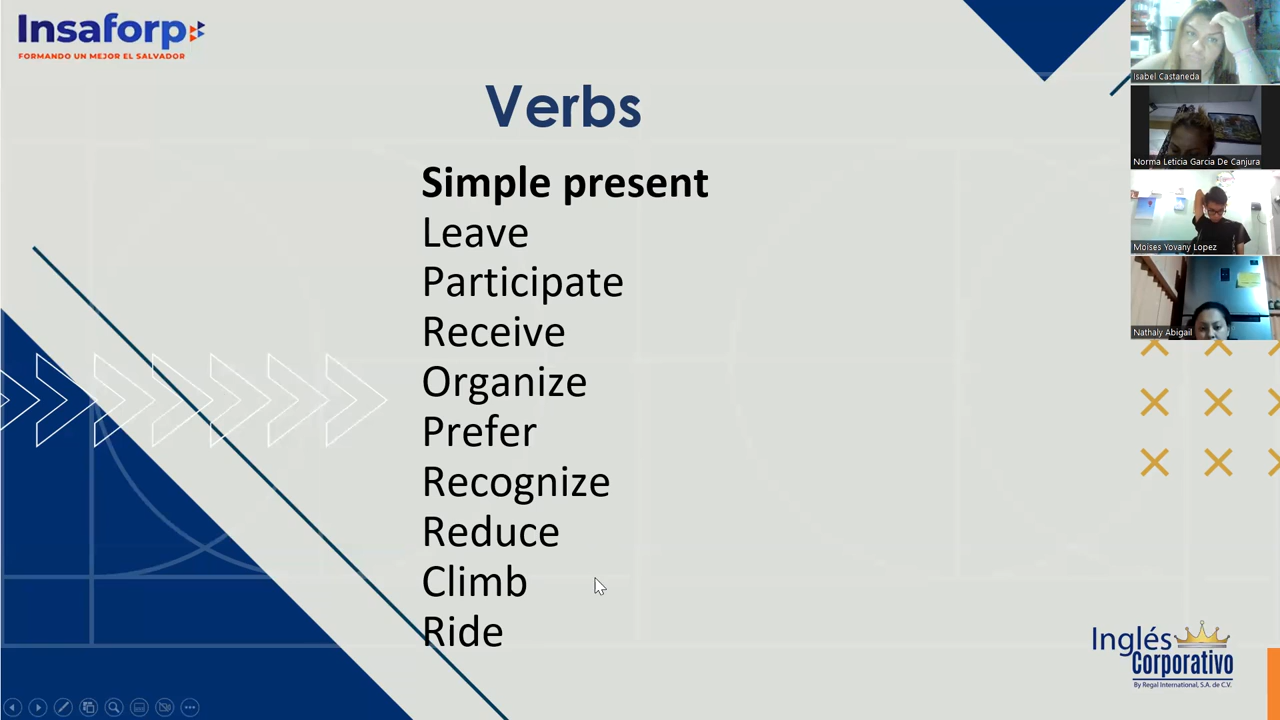 Insaforp
FORMANDO UN MEJOR EL SALVADOR
Verbs
Simple present
Leave
Participate
Receive
Organize
Prefer
Recognize
Reduce
Climb
Ride
Isabel Castaneda
Norma Leticia Garcia De Canjura
Moises Yovany Lopez
Nathaly Abigail
Inglés
Corporativo
By Regal International, S.A. de C.V.